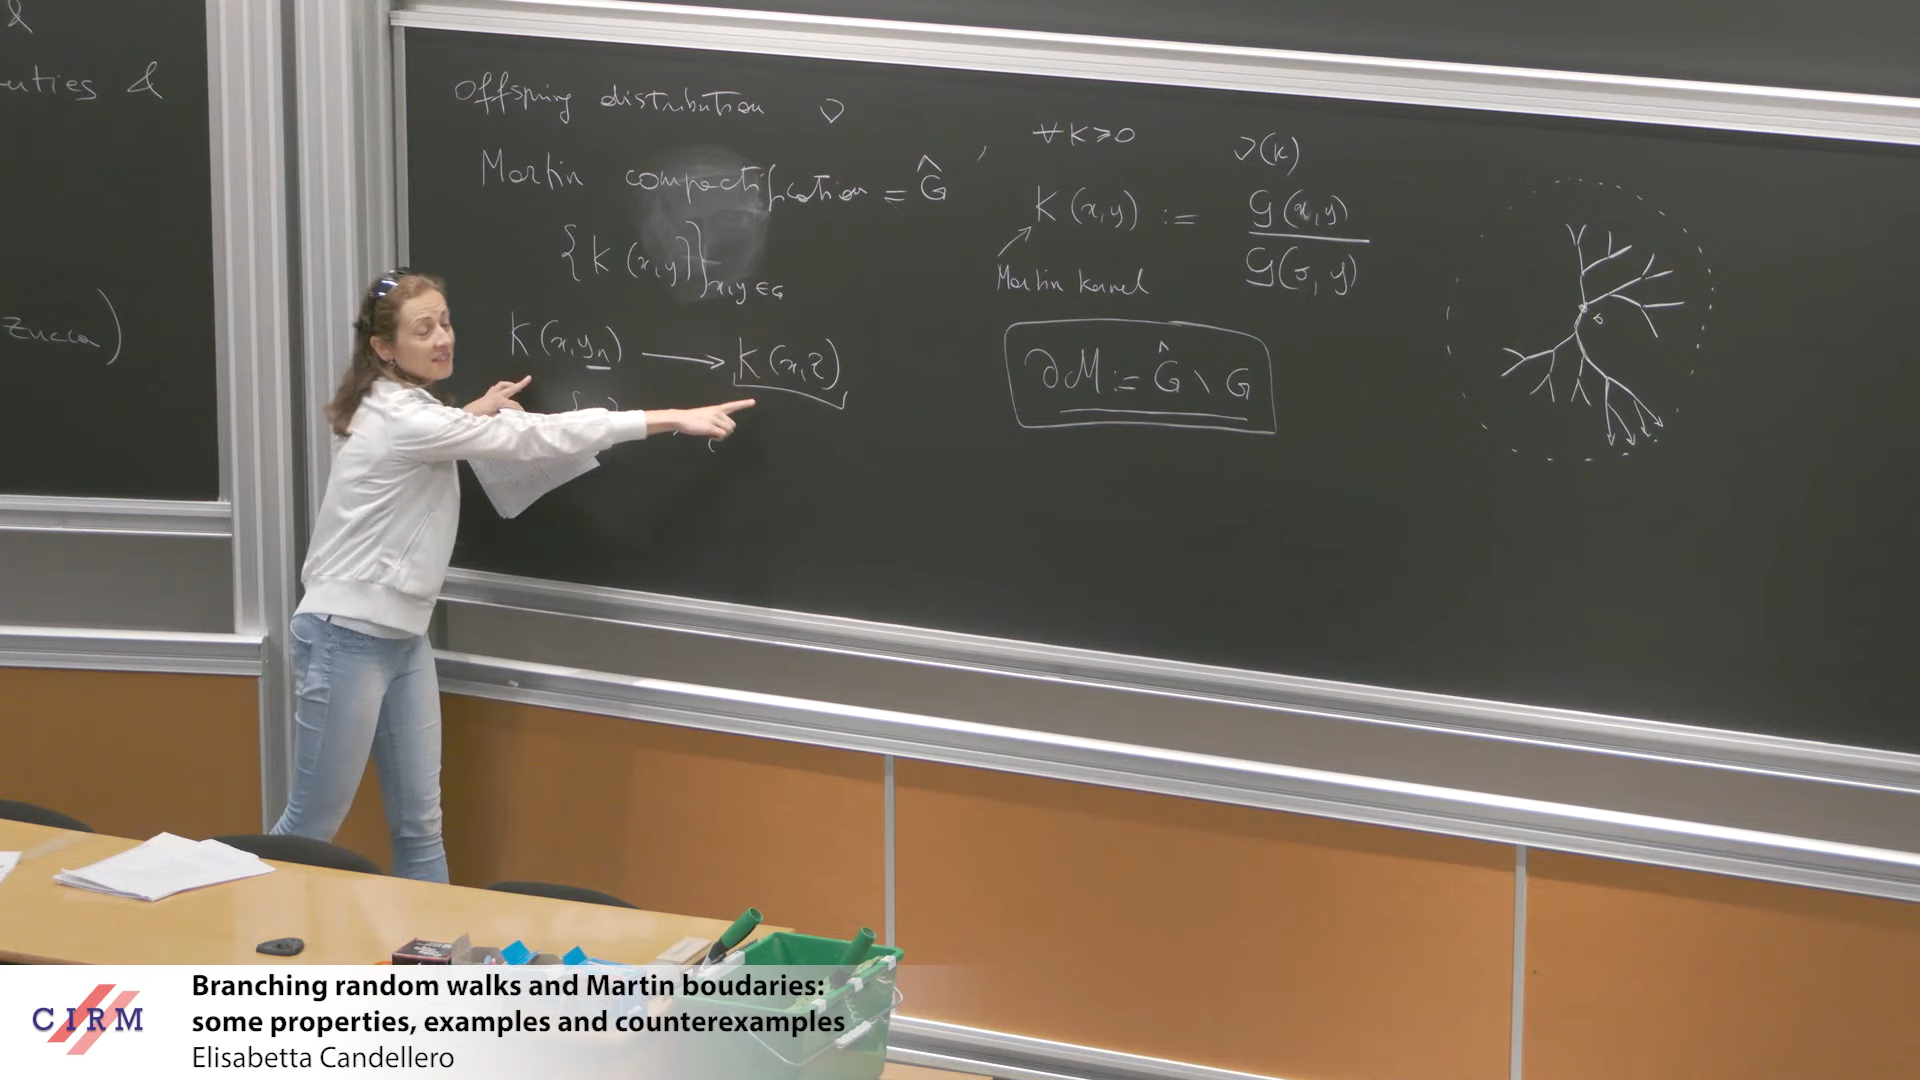 &
erties &
Zucca)
Offspring distribution ν , ∀ k ≥ 0 ν(k)
Martin compactification = Ĝ
K(x,y) := G(x,y) / G(o,y)
{K(x,y)}x,y∈G
Martin kernel
K(x,yn) ⟶ K(x,ξ)
∂M := Ĝ \ G
o
CIRM
Branching random walks and Martin boudaries:
some properties, examples and counterexamples
Elisabetta Candellero